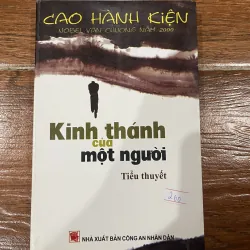 CAO HÀNH KIỆN
NOBEL VĂN CHƯƠNG NĂM 2000
Kinh thánh
của
một người
Tiểu thuyết
200
NHÀ XUẤT BẢN CÔNG AN NHÂN DÂN